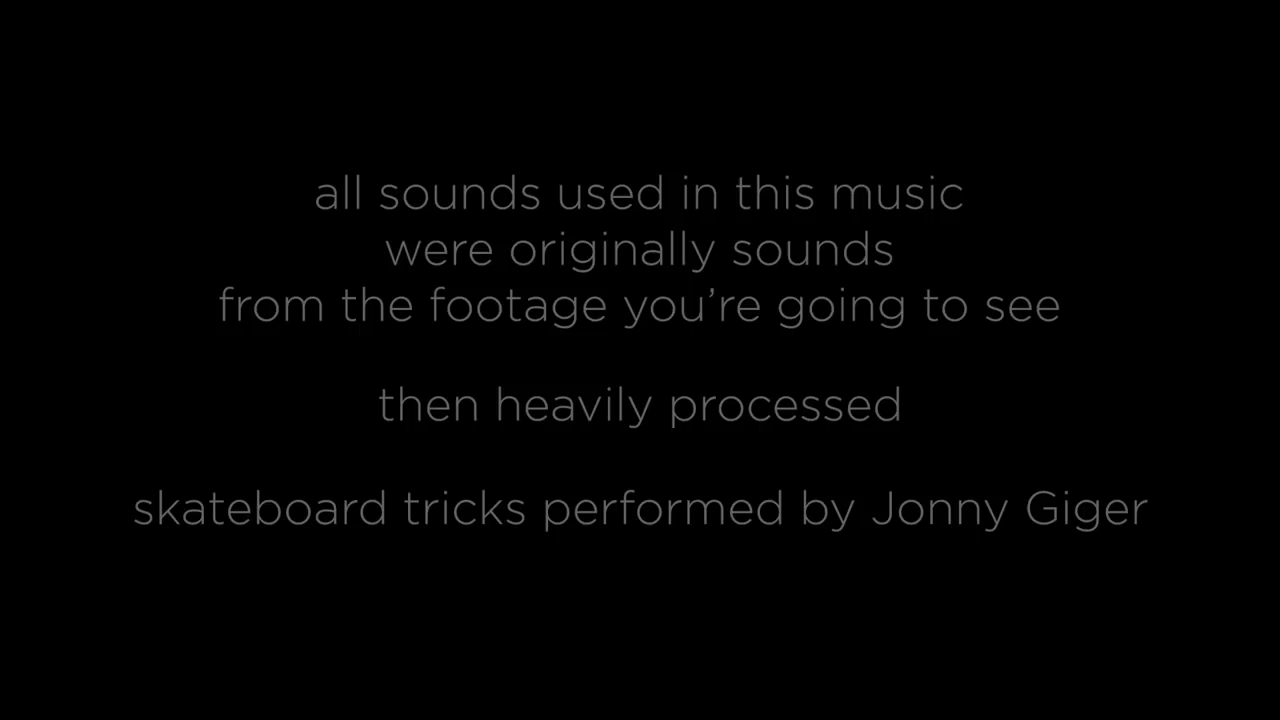 all sounds used in this music
were originally sounds
from the footage you’re going to see
then heavily processed
skateboard tricks performed by Jonny Giger